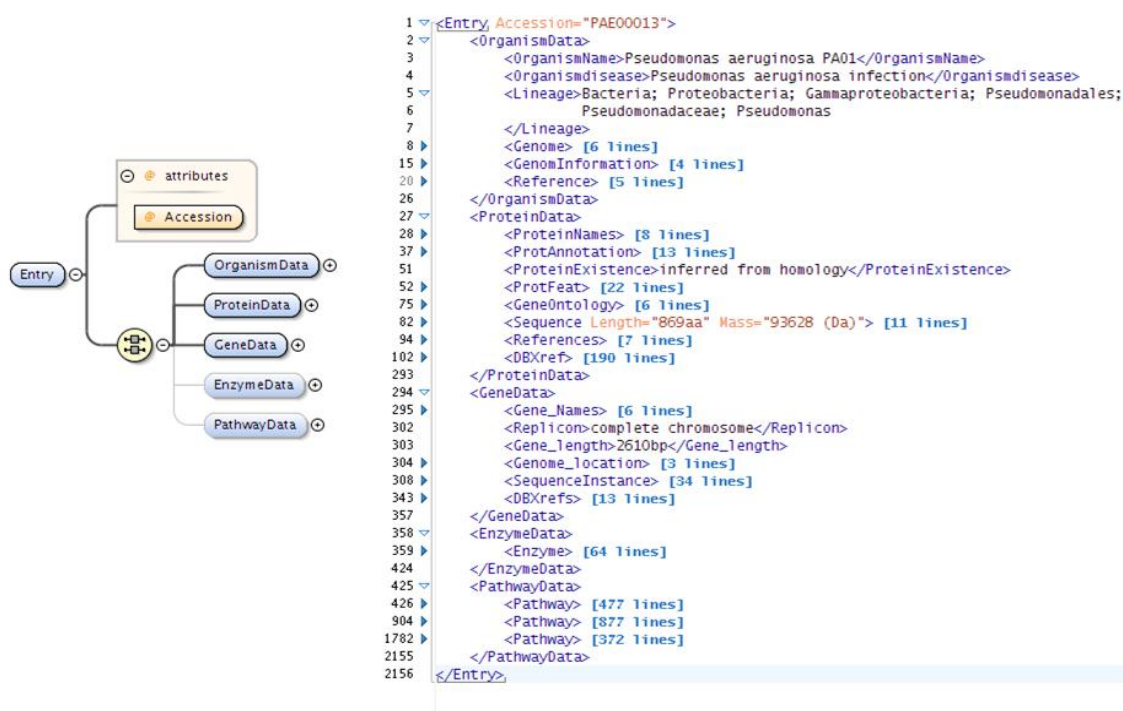 @ attributes
@ Accession
Entry
OrganismData
ProteinData
GeneData
EnzymeData
PathwayData
1 <Entry Accession="PAE00013">
2 <OrganismData>
3 <OrganismName>Pseudomonas aeruginosa PA01</OrganismName>
4 <Organismdisease>Pseudomonas aeruginosa infection</Organismdisease>
5 <Lineage>Bacteria; Proteobacteria; Gammaproteobacteria; Pseudomonadales;
6 Pseudomonadaceae; Pseudomonas
7 </Lineage>
8 <Genome> [6 lines]
15 <GenomInformation> [4 lines]
20 <Reference> [5 lines]
26 </OrganismData>
27 <ProteinData>
28 <ProteinNames> [8 lines]
37 <ProtAnnotation> [13 lines]
51 <ProteinExistence>inferred from homology</ProteinExistence>
52 <ProtFeat> [22 lines]
75 <GeneOntology> [6 lines]
82 <Sequence Length="869aa" Mass="93628 (Da)"> [11 lines]
94 <References> [7 lines]
102 <DBXref> [190 lines]
293 </ProteinData>
294 <GeneData>
295 <Gene_Names> [6 lines]
302 <Replicon>complete chromosome</Replicon>
303 <Gene_length>2610bp</Gene_length>
304 <Genome_location> [3 lines]
308 <SequenceInstance> [34 lines]
343 <DBXrefs> [13 lines]
357 </GeneData>
358 <EnzymeData>
359 <Enzyme> [64 lines]
424 </EnzymeData>
425 <PathwayData>
426 <Pathway> [477 lines]
904 <Pathway> [877 lines]
1782 <Pathway> [372 lines]
2155 </PathwayData>
2156 </Entry>